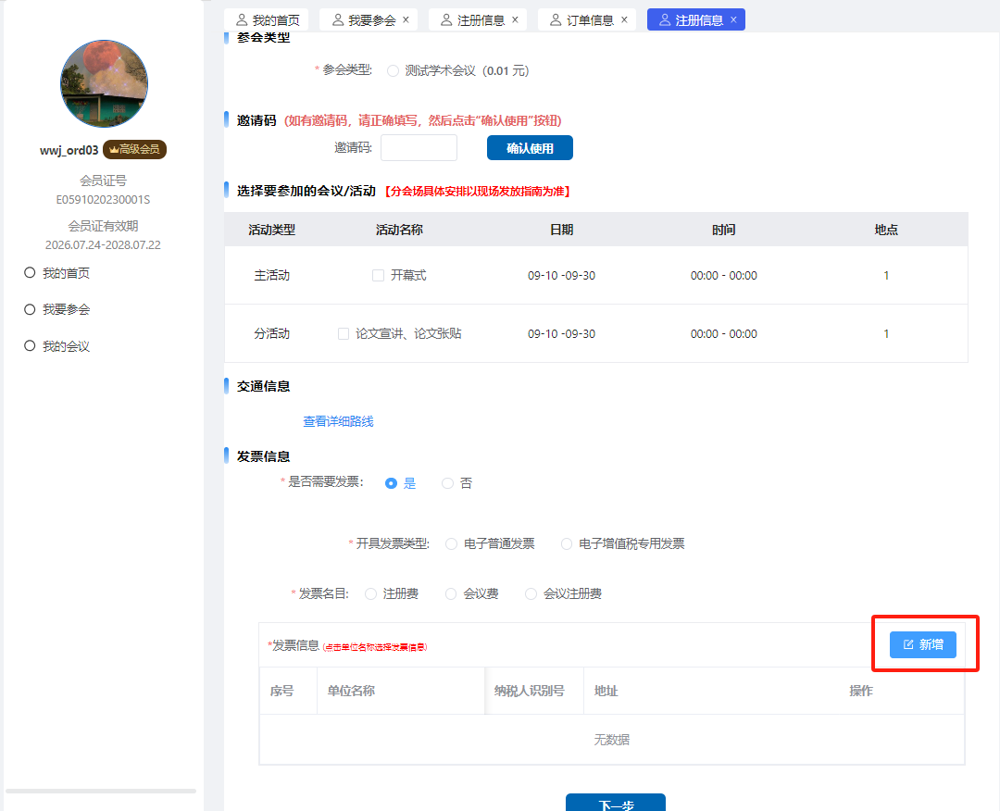 我的首页 我要参会 × 注册信息 × 订单信息 × 注册信息 ×
wwj_ord03 高级会员
会员证号
E0591020230001S
会员证有效期
2026.07.24-2028.07.22
我的首页
我要参会
我的会议
参会类型
* 参会类型: 测试学术会议（0.01 元）
邀请码 (如有邀请码，请正确填写，然后点击“确认使用”按钮)
邀请码: 确认使用
选择要参加的会议/活动 【分会场具体安排以现场发放指南为准】
活动类型 活动名称 日期 时间 地点
主活动 开幕式 09-10 -09-30 00:00 - 00:00 1
分活动 论文宣讲、论文张贴 09-10 -09-30 00:00 - 00:00 1
交通信息
查看详细路线
发票信息
* 是否需要发票： 是 否
* 开具发票类型: 电子普通发票 电子增值税专用发票
* 发票名目: 注册费 会议费 会议注册费
*发票信息 (点击单位名称选择发票信息) 新增
序号 单位名称 纳税人识别号 地址 操作
无数据
下一步